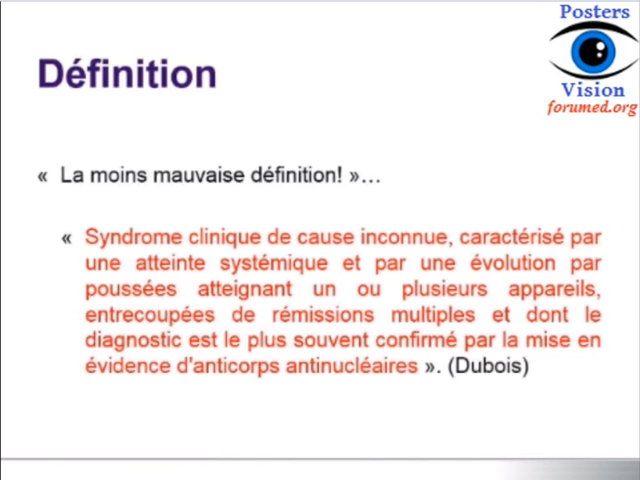 Posters
Vision
forumed.org
Définition
« La moins mauvaise définition! »…
« Syndrome clinique de cause inconnue, caractérisé par
une atteinte systémique et par une évolution par
poussées atteignant un ou plusieurs appareils,
entrecoupées de rémissions multiples et dont le
diagnostic est le plus souvent confirmé par la mise en
évidence d'anticorps antinucléaires ». (Dubois)